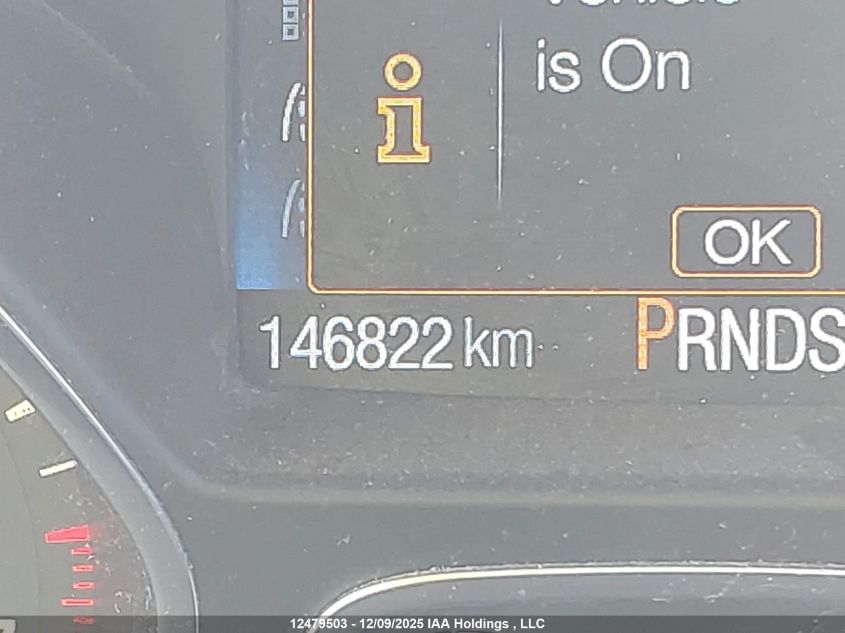 is On
OK
146822 km
PRNDS
12479503 - 12/09/2025 IAA Holdings , LLC